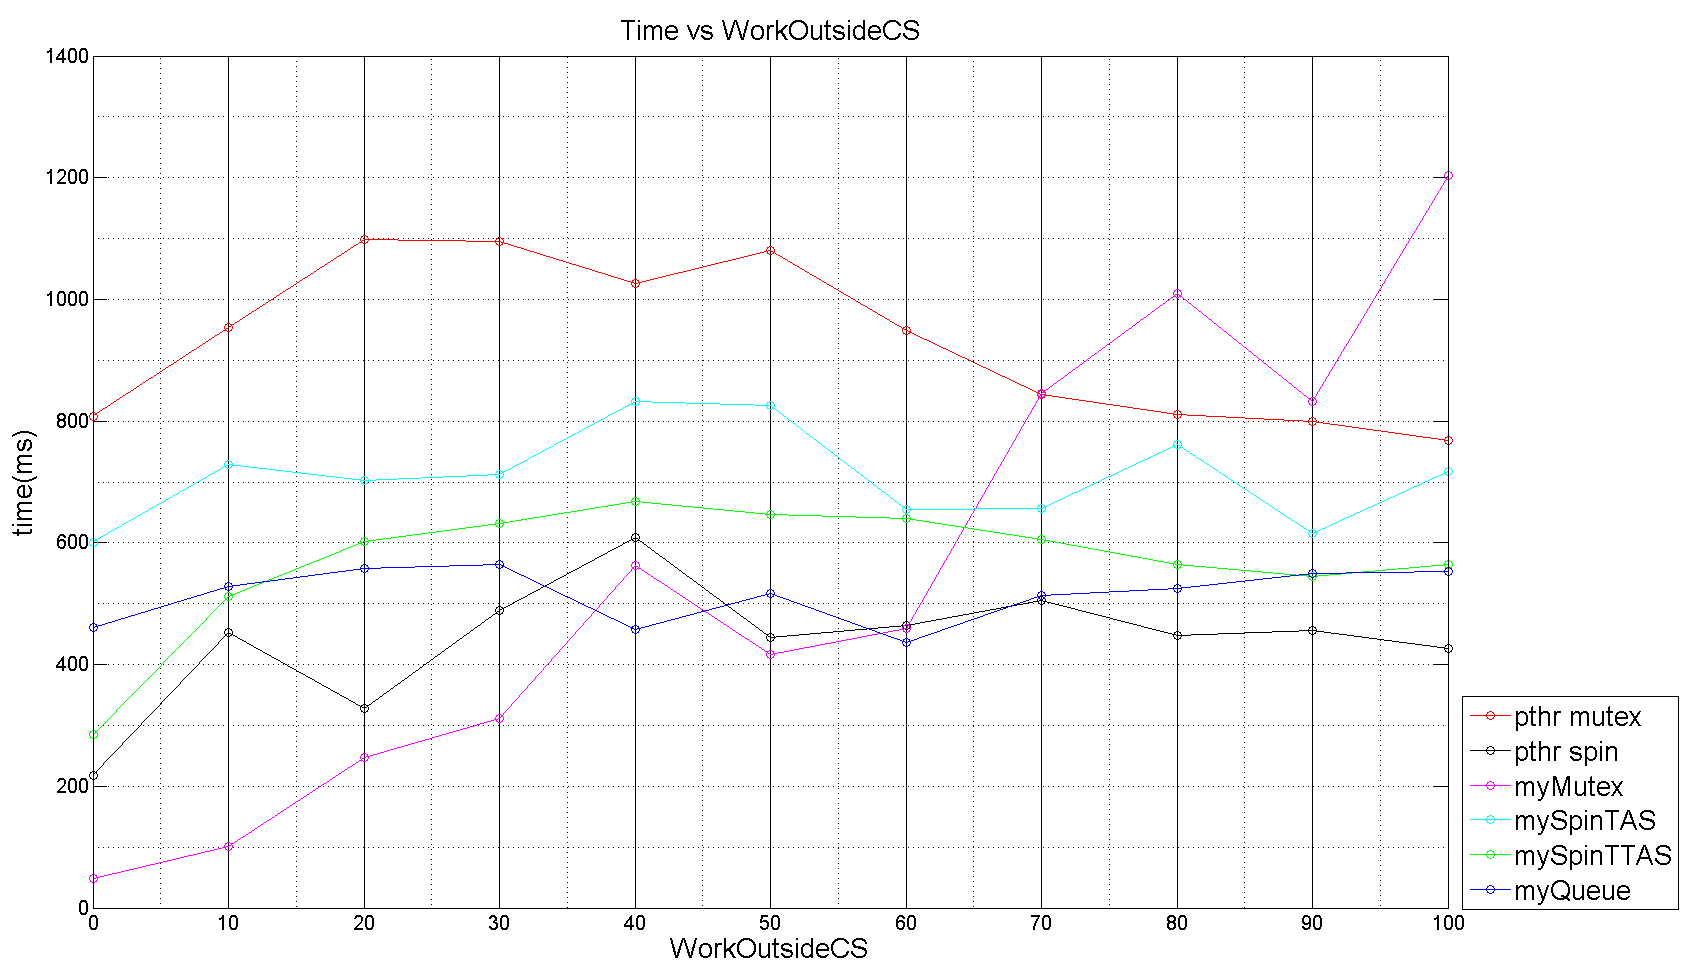 Time vs WorkOutsideCS
1400
1200
1000
800
600
400
200
0
time(ms)
0 10 20 30 40 50 60 70 80 90 100
WorkOutsideCS
pthr mutex
pthr spin
myMutex
mySpinTAS
mySpinTTAS
myQueue